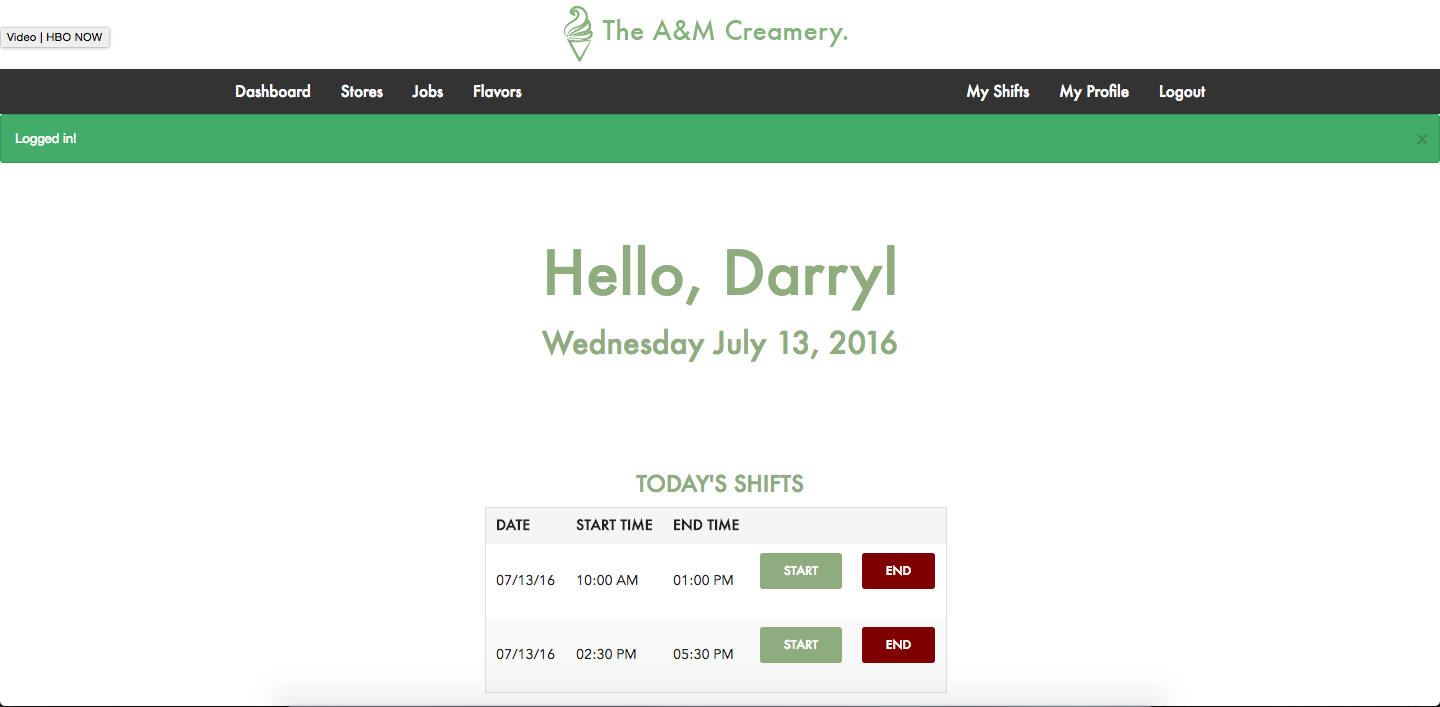 The A&M Creamery.
Video | HBO NOW
Dashboard Stores Jobs Flavors My Shifts My Profile Logout
Logged in! ×
Hello, Darryl
Wednesday July 13, 2016
TODAY'S SHIFTS
DATE START TIME END TIME
07/13/16 10:00 AM 01:00 PM START END
07/13/16 02:30 PM 05:30 PM START END